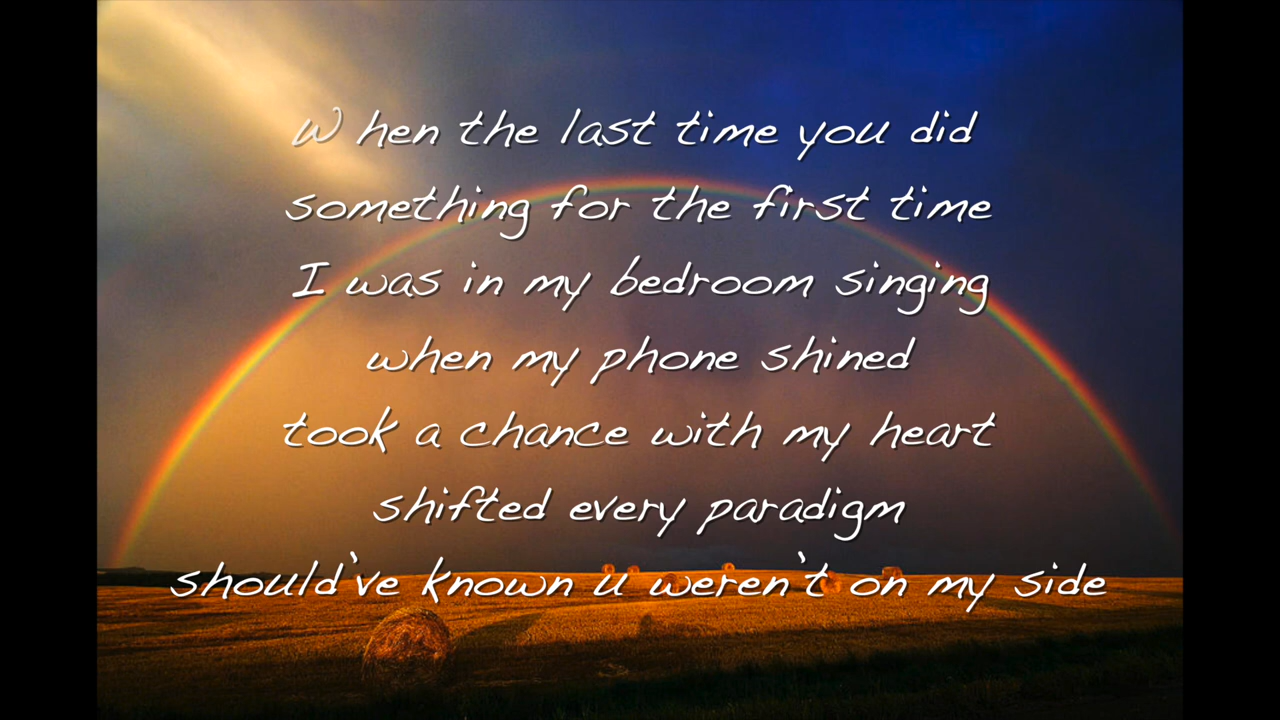 When the last time you did
something for the first time
I was in my bedroom singing
when my phone shined
took a chance with my heart
shifted every paradigm
should've known u weren't on my side